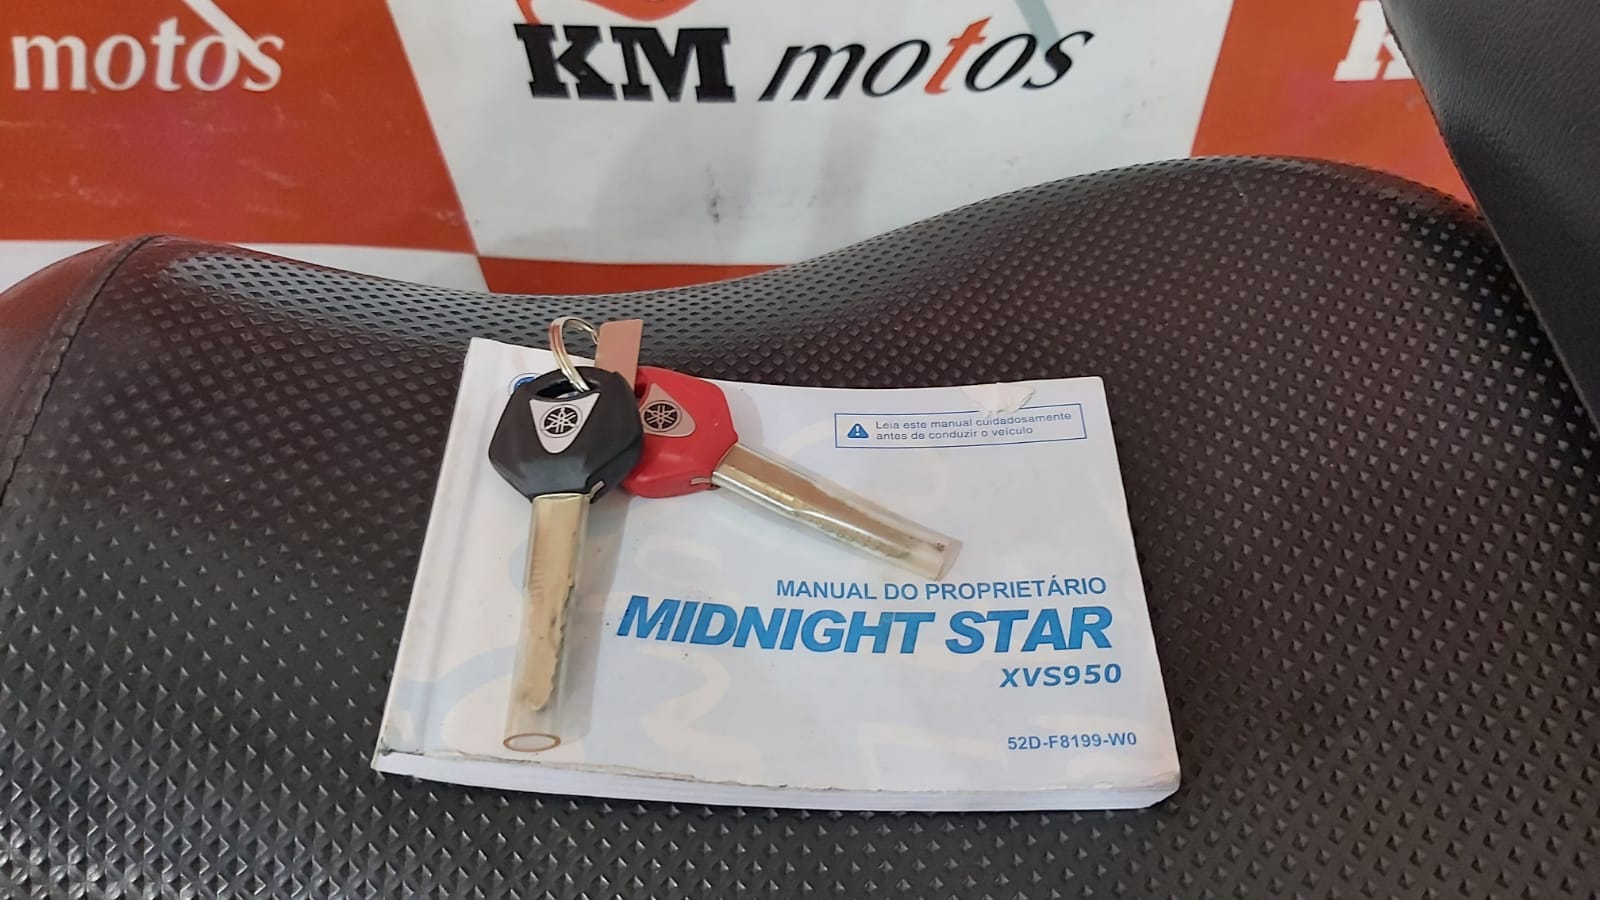 motos
KM motos
Leia este manual cuidadosamente
antes de conduzir o veículo
MANUAL DO PROPRIETÁRIO
MIDNIGHT STAR
XVS950
52D-F8199-W0